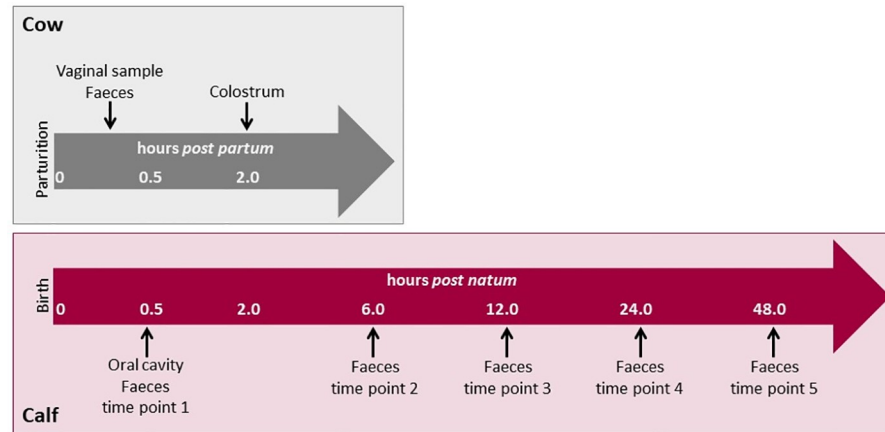 Cow
Vaginal sample
Faeces
Colostrum
Parturition
hours post partum
0 0.5 2.0
Birth
hours post natum
0 0.5 2.0 6.0 12.0 24.0 48.0
Oral cavity
Faeces
time point 1
Faeces
time point 2
Faeces
time point 3
Faeces
time point 4
Faeces
time point 5
Calf